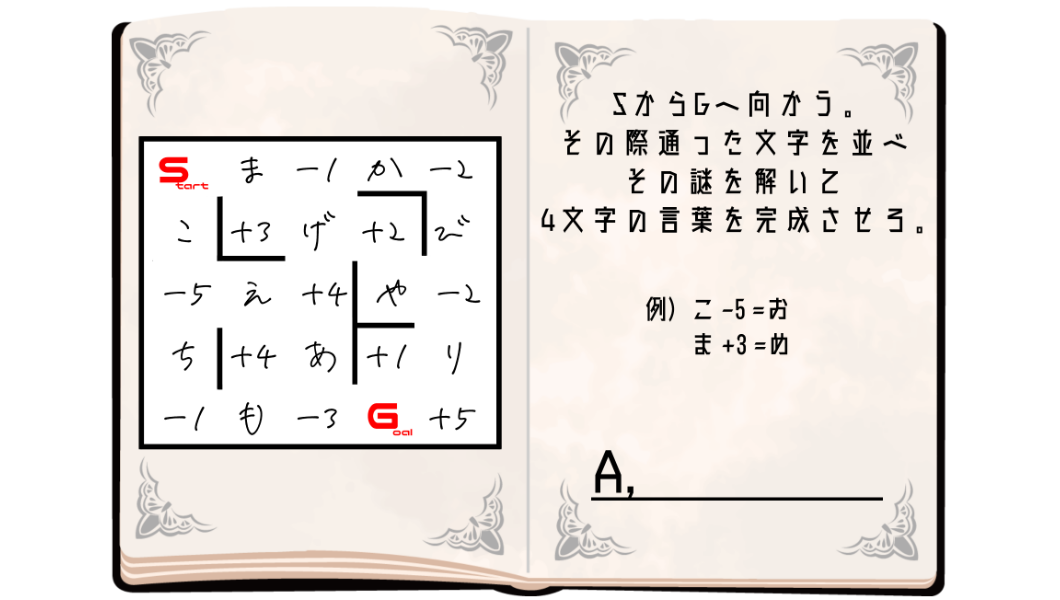 Start ま -1 か -2
こ +3 げ +2 び
-5 え +4 や -2
ち +4 あ +1 り
-1 も -3 Goal +5
SからGへ向かう。
その際通った文字を並べ
その謎を解いて
4文字の言葉を完成させろ。
例) こ -5 =お
ま +3 =め
A,